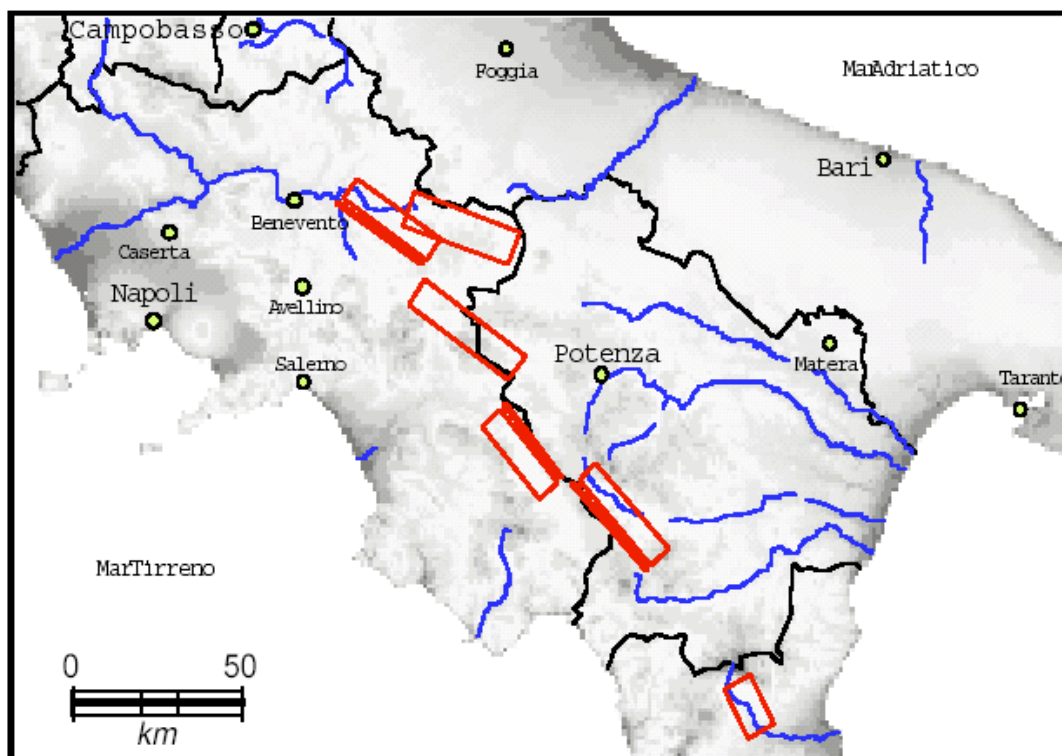 Campobasso
Foggia
MarAdriatico
Bari
Benevento
Caserta
Napoli
Avellino
Salerno
Potenza
Matera
Taranto
MarTirreno
0 50
km